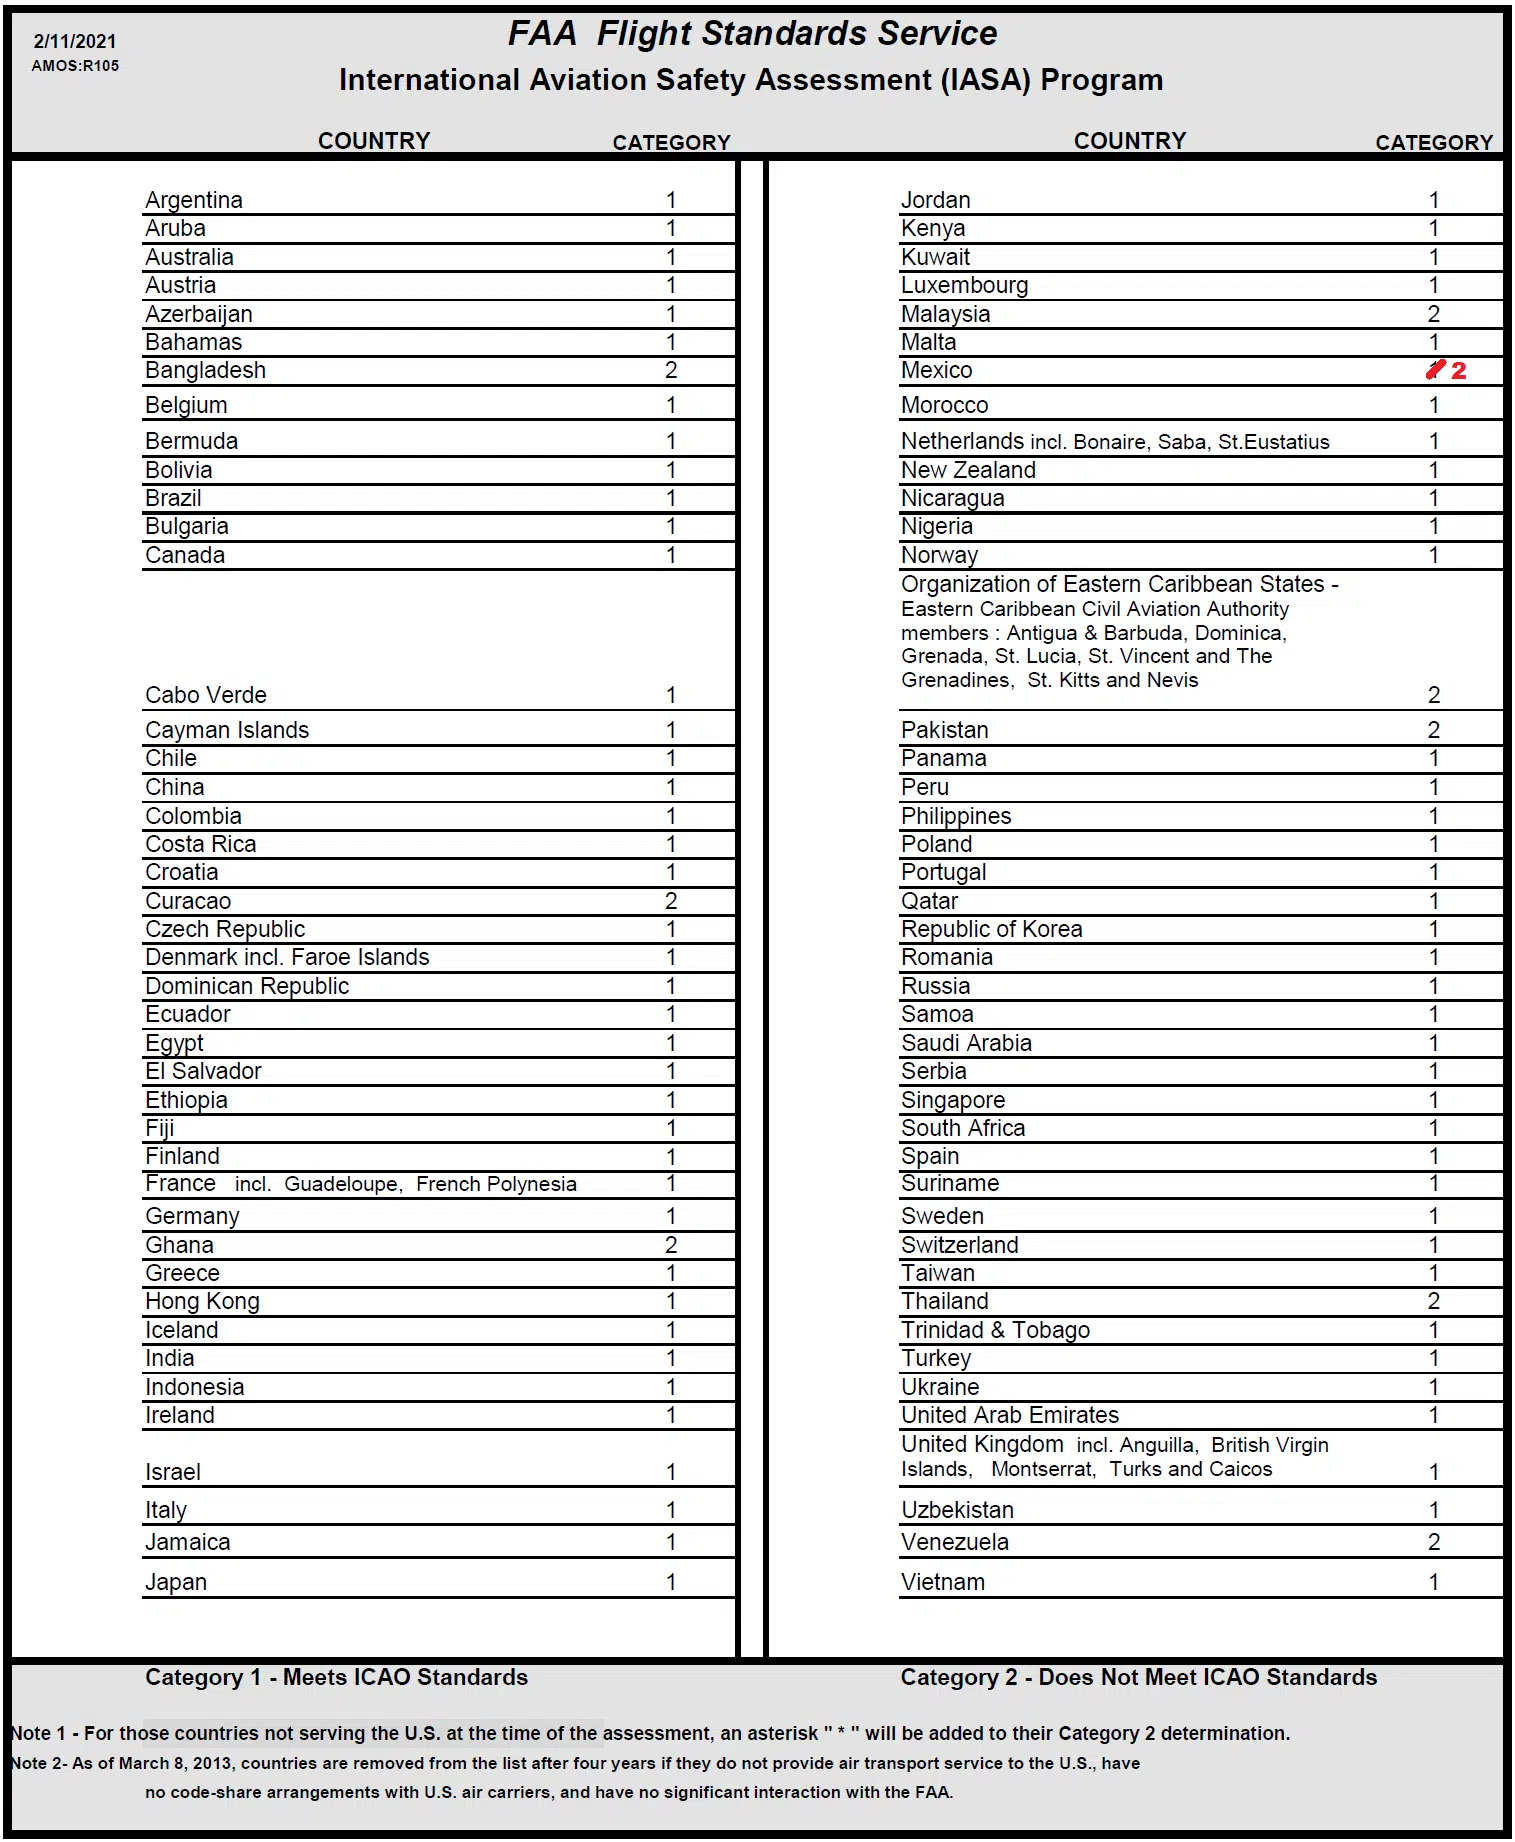 2/11/2021
AMOS:R105
FAA Flight Standards Service
International Aviation Safety Assessment (IASA) Program
COUNTRY CATEGORY COUNTRY CATEGORY
Argentina 1 Jordan 1
Aruba 1 Kenya 1
Australia 1 Kuwait 1
Austria 1 Luxembourg 1
Azerbaijan 1 Malaysia 2
Bahamas 1 Malta 1
Bangladesh 2 Mexico 1 2
Belgium 1 Morocco 1
Bermuda 1 Netherlands incl. Bonaire, Saba, St.Eustatius 1
Bolivia 1 New Zealand 1
Brazil 1 Nicaragua 1
Bulgaria 1 Nigeria 1
Canada 1 Norway 1
Organization of Eastern Caribbean States -
Eastern Caribbean Civil Aviation Authority
members : Antigua & Barbuda, Dominica,
Grenada, St. Lucia, St. Vincent and The
Grenadines, St. Kitts and Nevis
Cabo Verde 1 2
Cayman Islands 1 Pakistan 2
Chile 1 Panama 1
China 1 Peru 1
Colombia 1 Philippines 1
Costa Rica 1 Poland 1
Croatia 1 Portugal 1
Curacao 2 Qatar 1
Czech Republic 1 Republic of Korea 1
Denmark incl. Faroe Islands 1 Romania 1
Dominican Republic 1 Russia 1
Ecuador 1 Samoa 1
Egypt 1 Saudi Arabia 1
El Salvador 1 Serbia 1
Ethiopia 1 Singapore 1
Fiji 1 South Africa 1
Finland 1 Spain 1
France incl. Guadeloupe, French Polynesia 1 Suriname 1
Germany 1 Sweden 1
Ghana 2 Switzerland 1
Greece 1 Taiwan 1
Hong Kong 1 Thailand 2
Iceland 1 Trinidad & Tobago 1
India 1 Turkey 1
Indonesia 1 Ukraine 1
Ireland 1 United Arab Emirates 1
United Kingdom incl. Anguilla, British Virgin
Islands, Montserrat, Turks and Caicos
Israel 1 1
Italy 1 Uzbekistan 1
Jamaica 1 Venezuela 2
Japan 1 Vietnam 1
Category 1 - Meets ICAO Standards Category 2 - Does Not Meet ICAO Standards
Note 1 - For those countries not serving the U.S. at the time of the assessment, an asterisk " * " will be added to their Category 2 determination.
Note 2- As of March 8, 2013, countries are removed from the list after four years if they do not provide air transport service to the U.S., have
no code-share arrangements with U.S. air carriers, and have no significant interaction with the FAA.